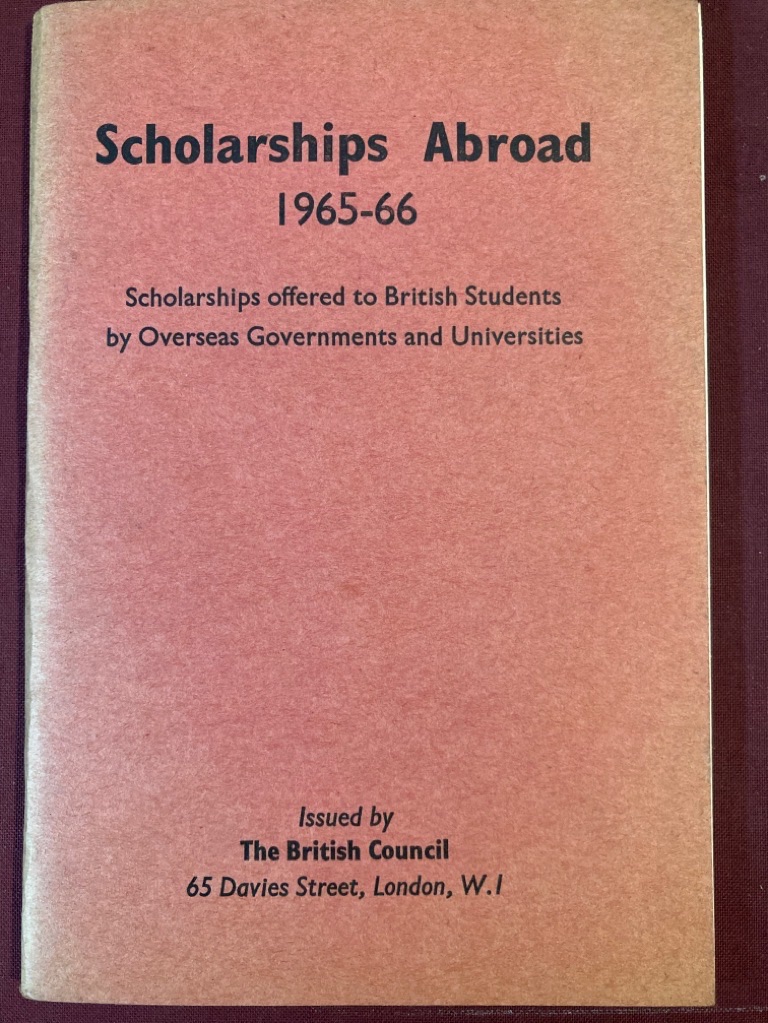 Scholarships Abroad
1965-66
Scholarships offered to British Students
by Overseas Governments and Universities
Issued by
The British Council
65 Davies Street, London, W.1